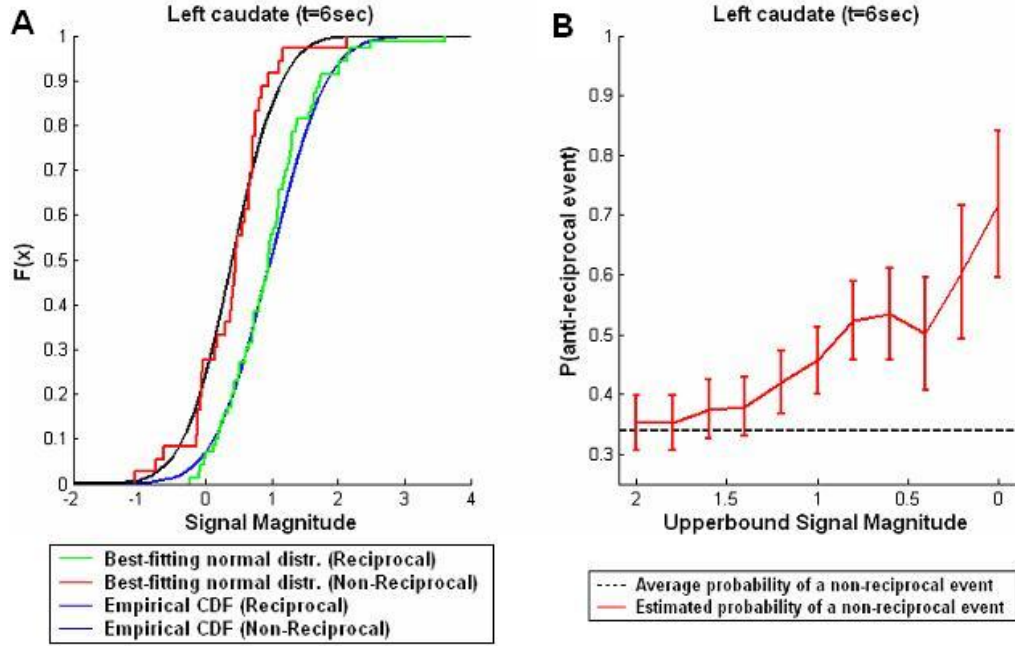 A
Left caudate (t=6sec)
F(x)
1
0.9
0.8
0.7
0.6
0.5
0.4
0.3
0.2
0.1
0
-2
-1
0
1
2
3
4
Signal Magnitude
Best-fitting normal distr. (Reciprocal)
Best-fitting normal distr. (Non-Reciprocal)
Empirical CDF (Reciprocal)
Empirical CDF (Non-Reciprocal)
B
Left caudate (t=6sec)
P(anti-reciprocal event)
1
0.9
0.8
0.7
0.6
0.5
0.4
0.3
2
1.5
1
0.5
0
Upperbound Signal Magnitude
Average probability of a non-reciprocal event
Estimated probability of a non-reciprocal event